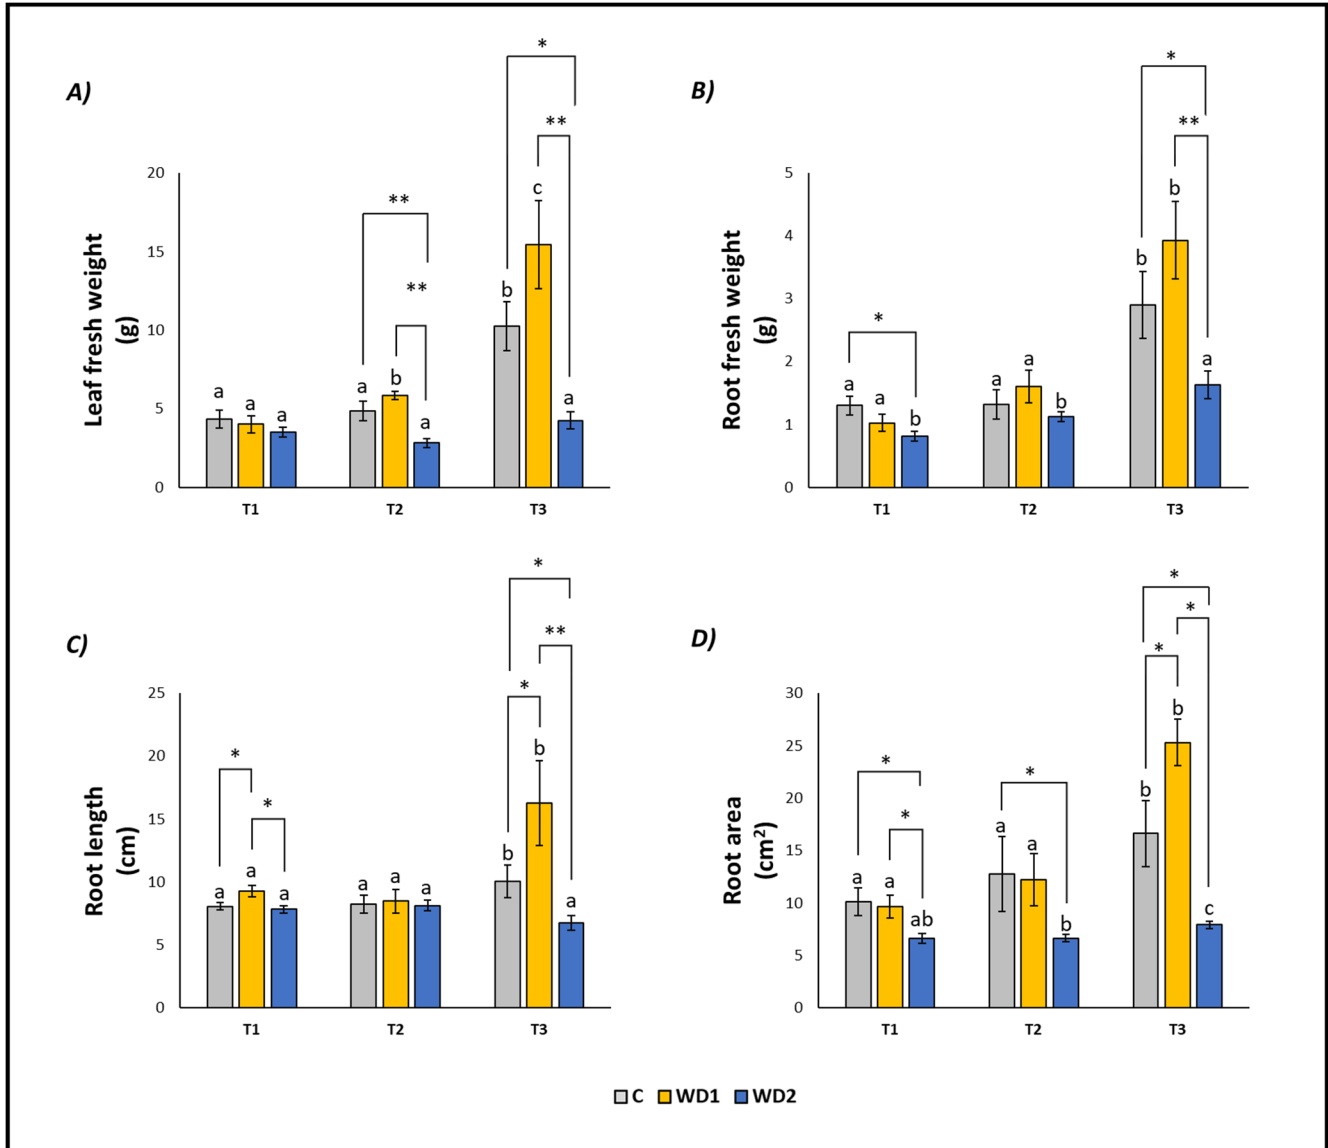 A)
*
**
**
**
*
Leaf fresh weight
(g)
20
15
10
5
0
a
a
a
a
b
a
b
c
a
T1
T2
T3
B)
*
**
*
Root fresh weight
(g)
5
4
3
2
1
0
a
a
b
a
a
b
b
b
a
T1
T2
T3
C)
*
**
*
*
*
Root length
(cm)
25
20
15
10
5
0
a
a
a
a
a
a
b
b
a
T1
T2
T3
D)
*
*
*
*
*
*
Root area
(cm²)
30
25
20
15
10
5
0
a
a
ab
a
a
b
b
b
c
T1
T2
T3
C WD1 WD2